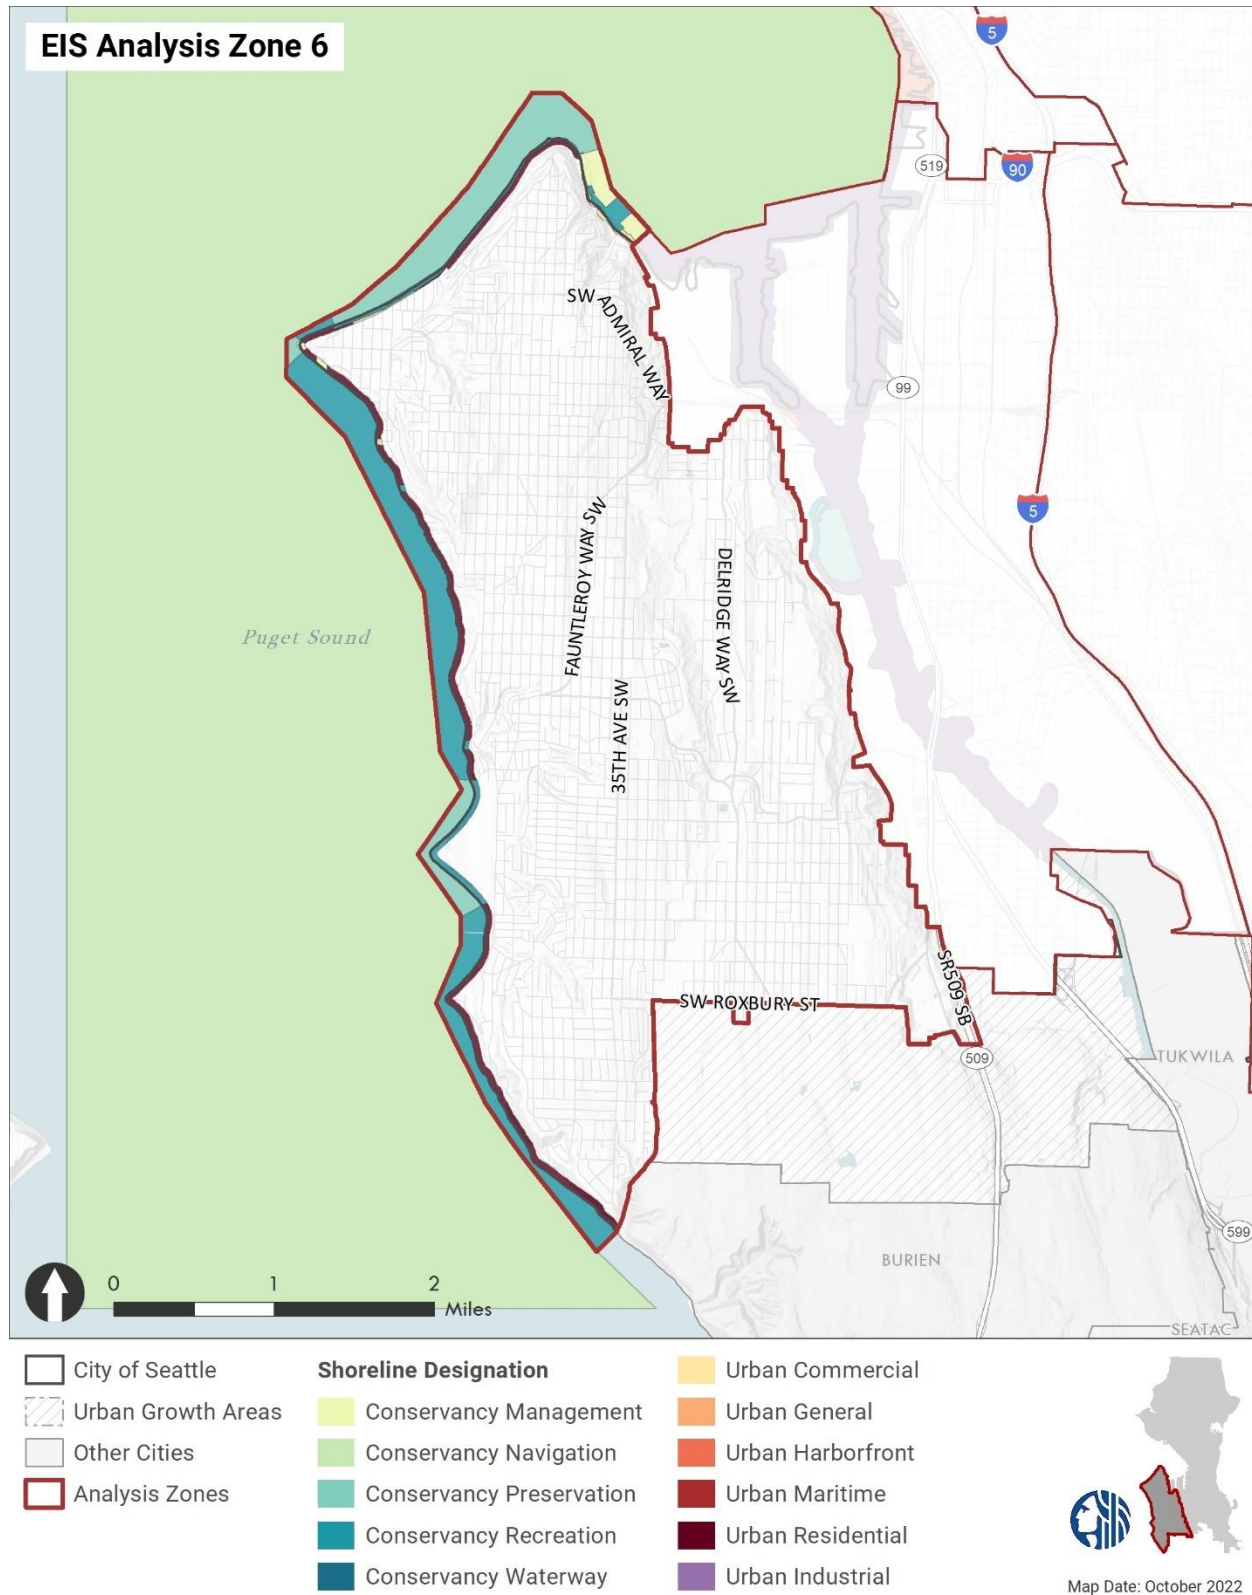 EIS Analysis Zone 6
5
519
90
SW ADMIRAL WAY
99
5
FAUNTLEROY WAY SW
DELRIDGE WAY SW
Puget Sound
35TH AVE SW
SW ROXBURY ST
SR509 SB
509
TUKWILA
599
BURIEN
SEATAC
0 1 2
Miles
City of Seattle
Urban Growth Areas
Other Cities
Analysis Zones
Shoreline Designation
Conservancy Management
Conservancy Navigation
Conservancy Preservation
Conservancy Recreation
Conservancy Waterway
Urban Commercial
Urban General
Urban Harborfront
Urban Maritime
Urban Residential
Urban Industrial
Map Date: October 2022